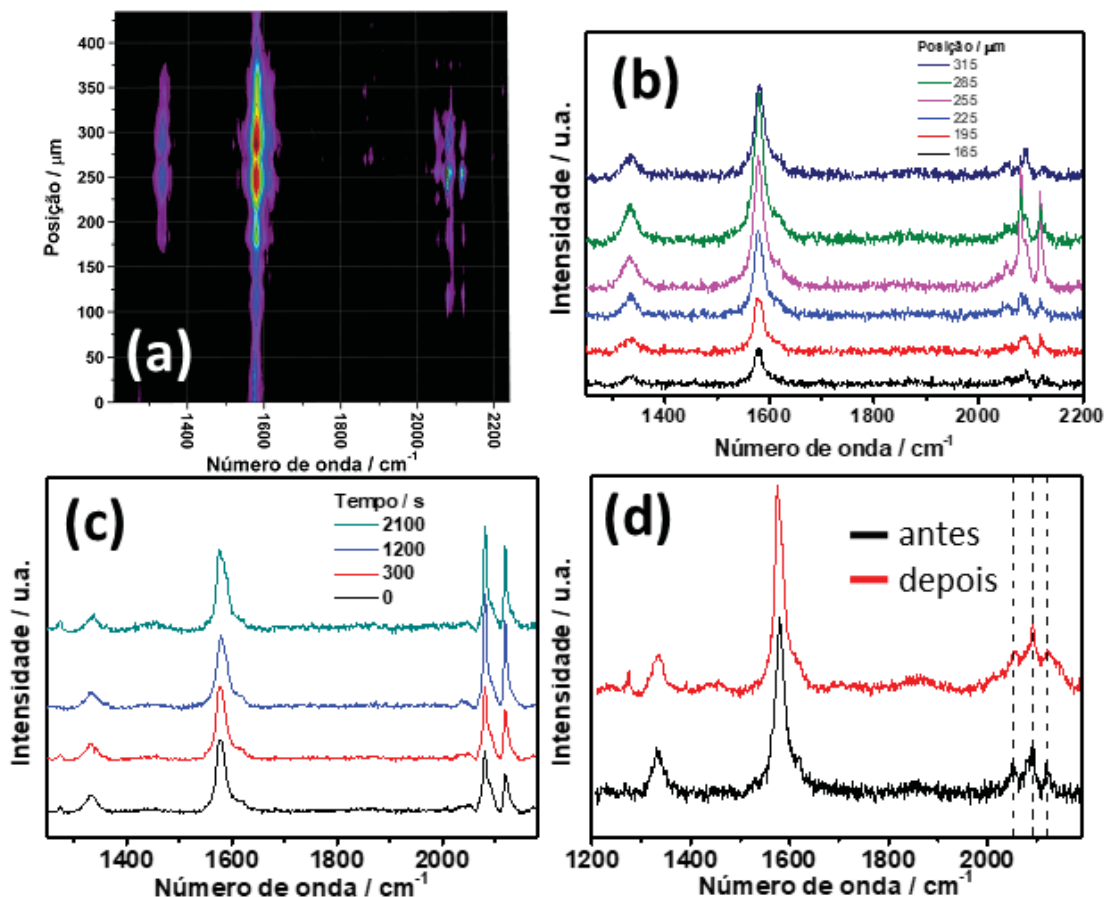 400
350
300
250
200
150
100
50
0
Posição / µm
(a)
1400
1600
1800
2000
2200
Número de onda / cm⁻¹
(b)
Posição / µm
315
285
255
225
195
165
Intensidade / u.a.
1400 1600 1800 2000 2200
Número de onda / cm⁻¹
(c)
Tempo / s
2100
1200
300
0
Intensidade / u.a.
1400 1600 1800 2000
Número de onda / cm⁻¹
(d)
antes
depois
Intensidade / u.a.
1200 1400 1600 1800 2000
Número de onda / cm⁻¹